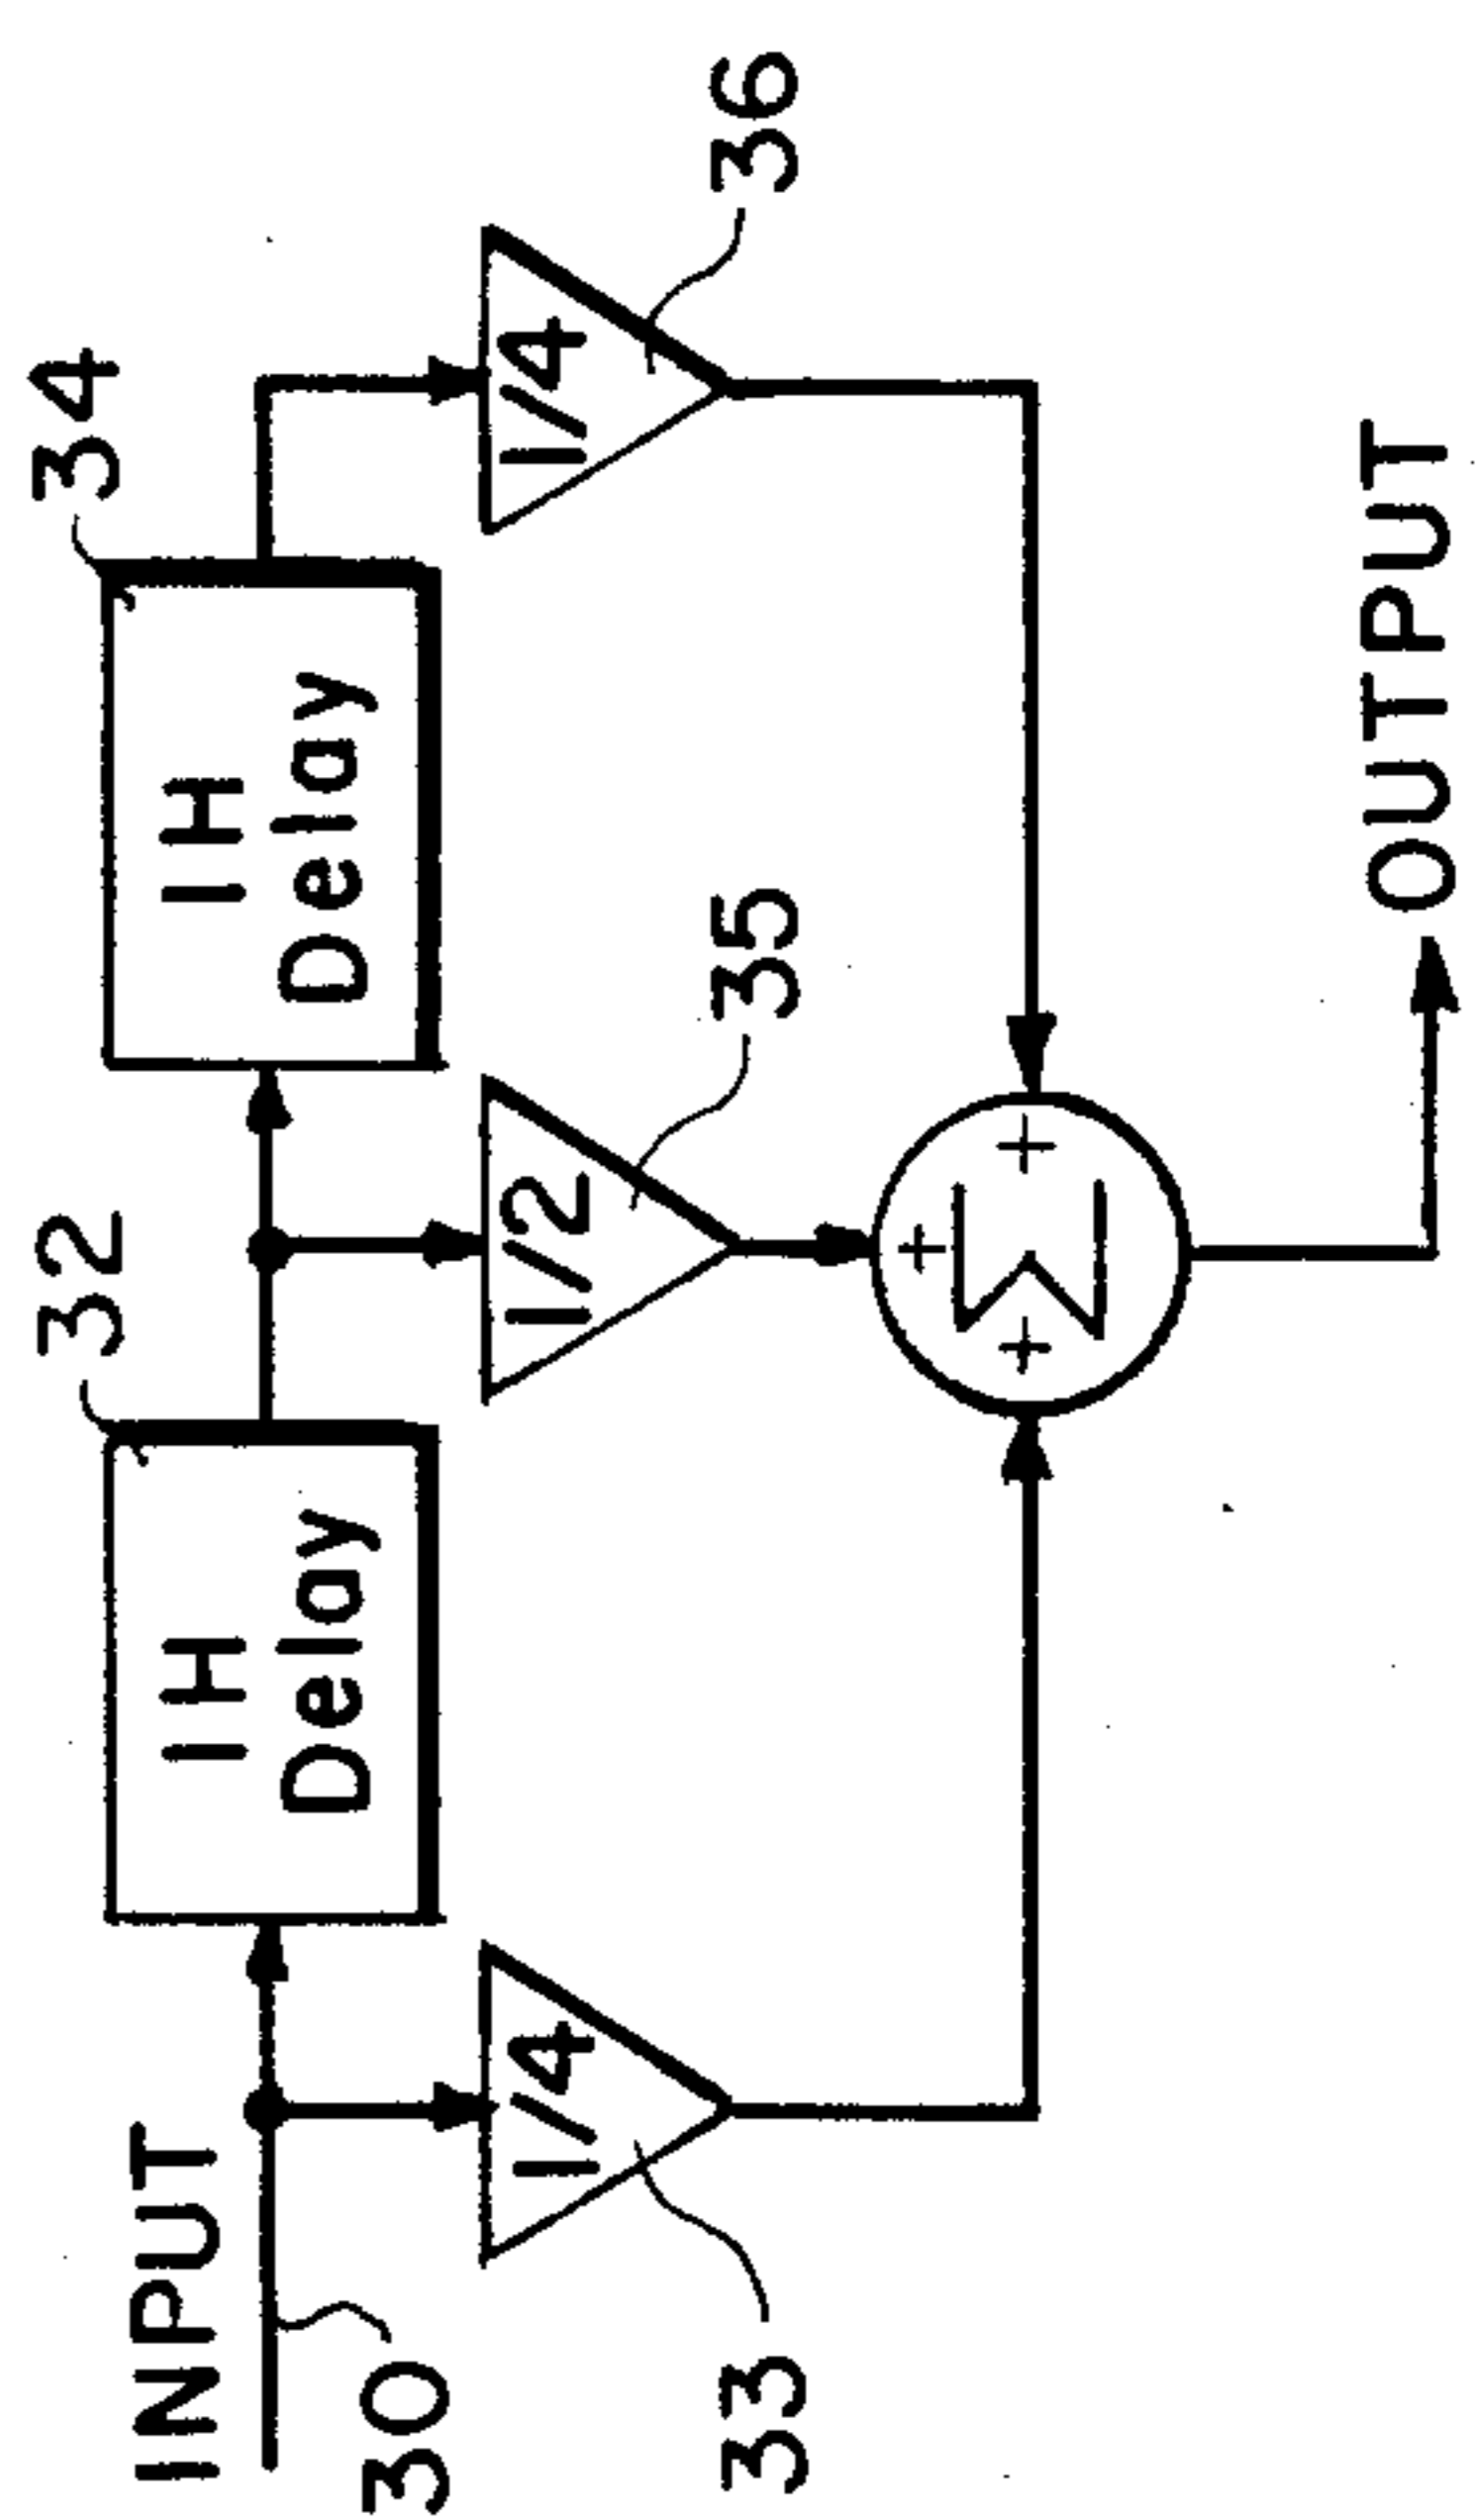 INPUT
30
32
34
1H
Delay
1H
Delay
1/4
1/2
1/4
33
35
36
+
+
Σ
+
OUTPUT